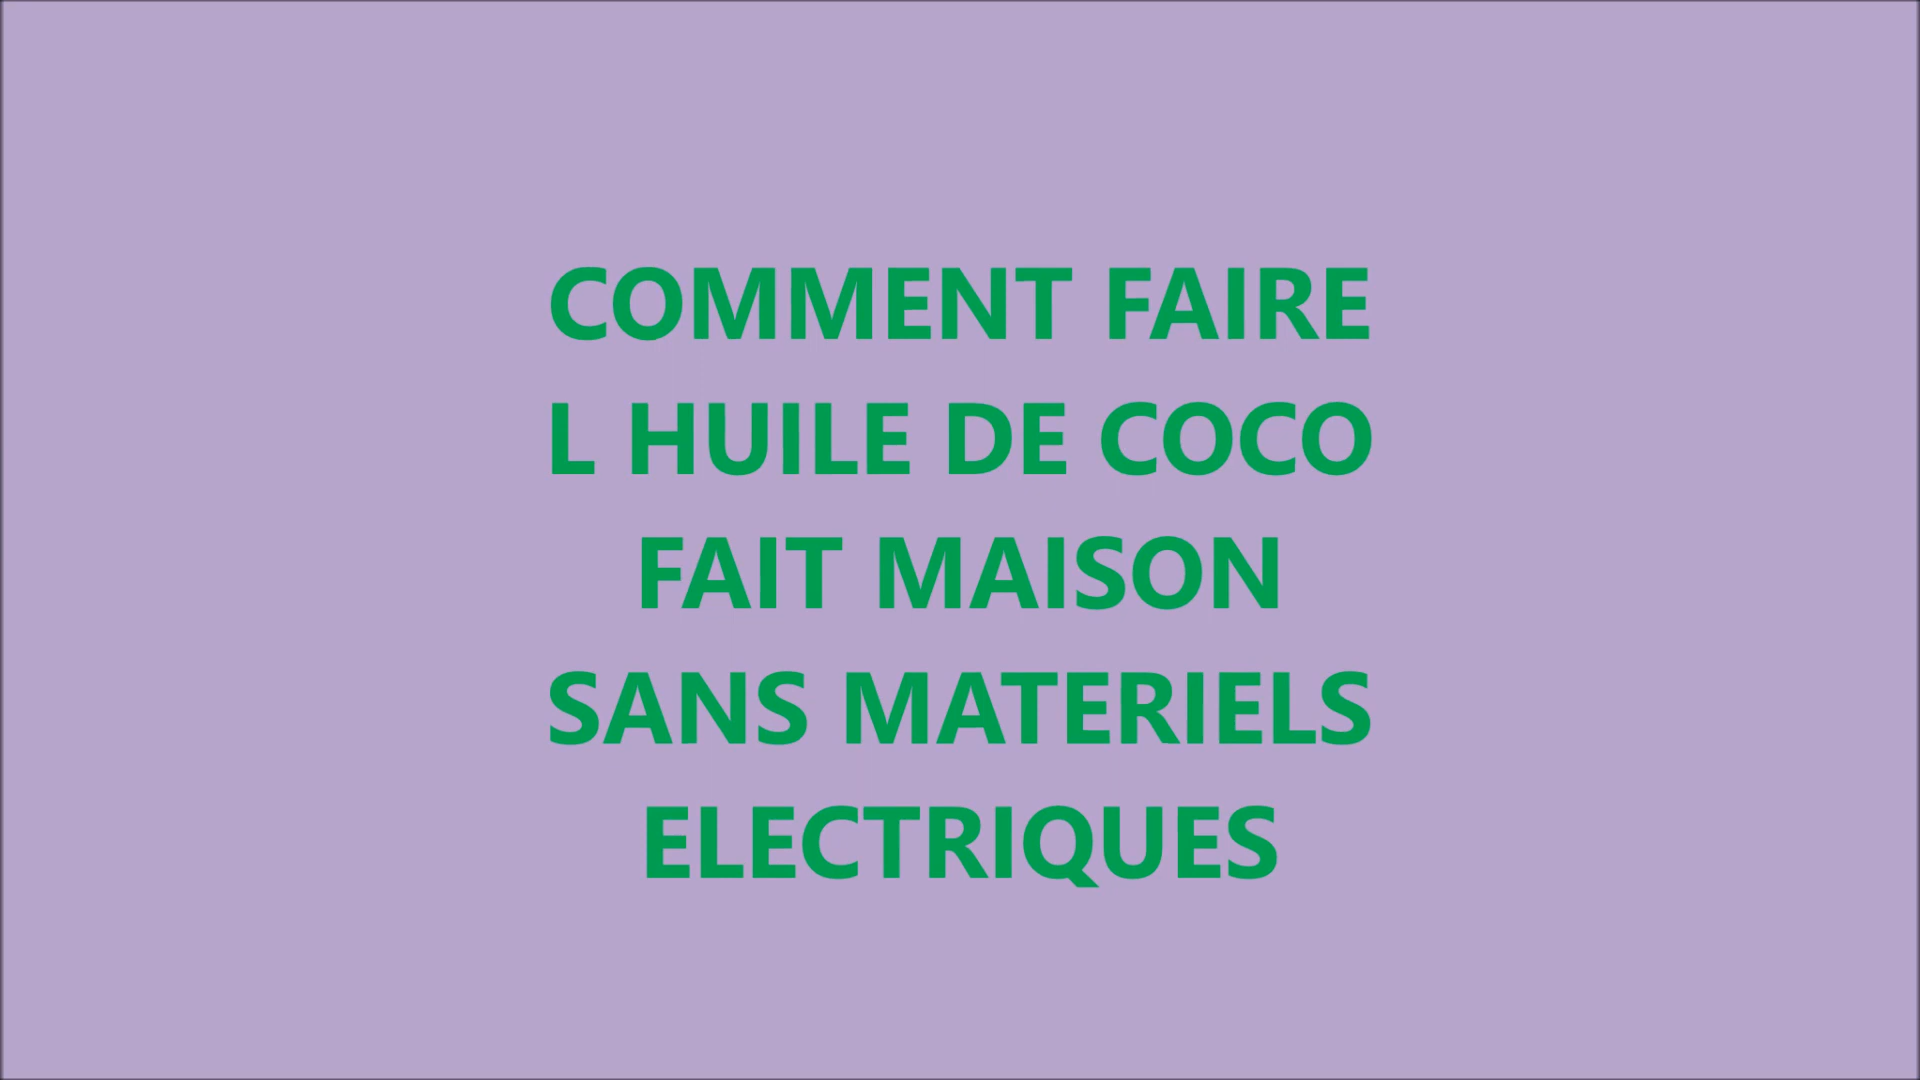 COMMENT FAIRE
L HUILE DE COCO
FAIT MAISON
SANS MATERIELS
ELECTRIQUES